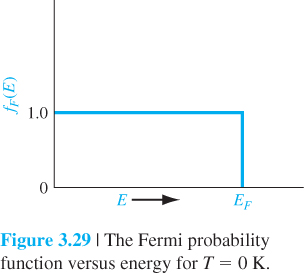 f_F(E)
1.0
0
E
E_F
Figure 3.29 | The Fermi probability
function versus energy for T = 0 K.